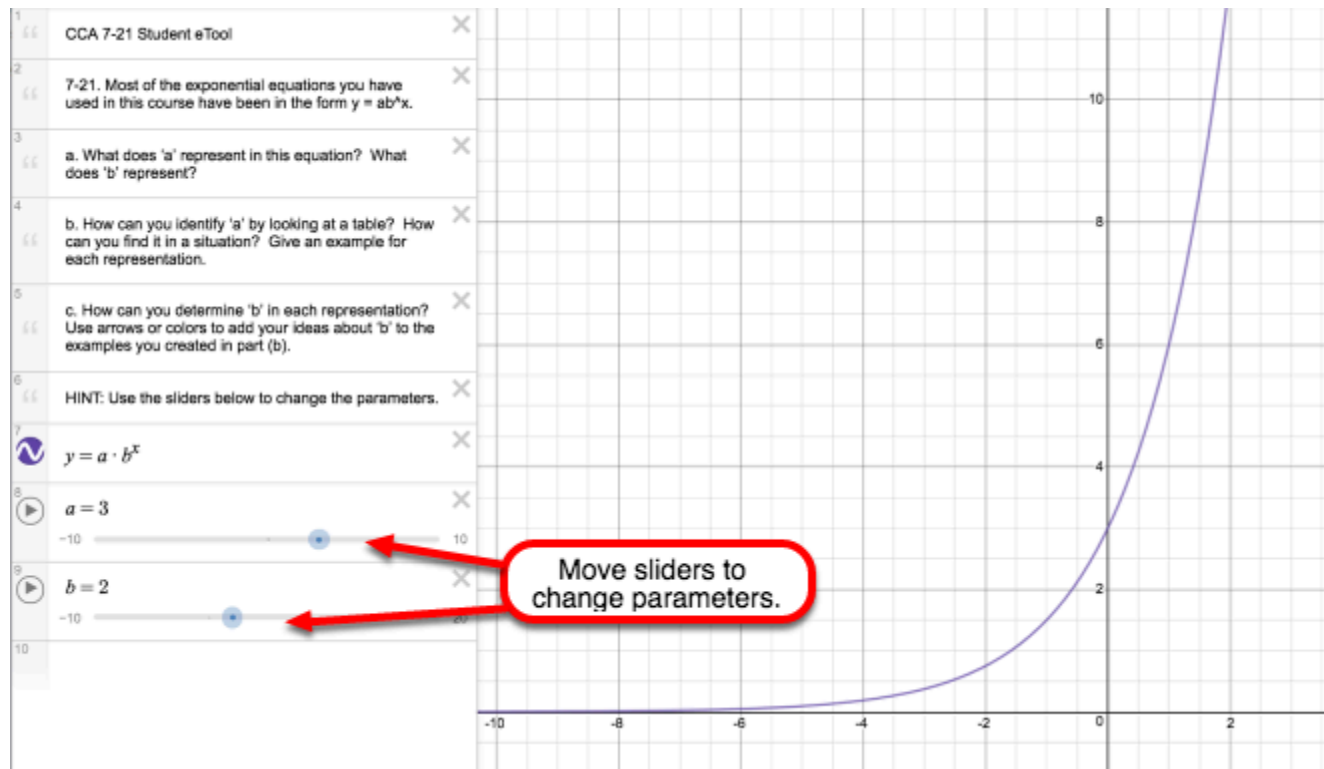 1
CCA 7-21 Student eTool
2
7-21. Most of the exponential equations you have
used in this course have been in the form y = ab^x.
3
a. What does 'a' represent in this equation? What
does 'b' represent?
4
b. How can you identify 'a' by looking at a table? How
can you find it in a situation? Give an example for
each representation.
5
c. How can you determine 'b' in each representation?
Use arrows or colors to add your ideas about 'b' to the
examples you created in part (b).
6
HINT: Use the sliders below to change the parameters.
7
y = a · b^x
8
a = 3
-10 10
9
b = 2
-10 20
10
Move sliders to
change parameters.
10
8
6
4
2
-10 -8 -6 -4 -2 0 2